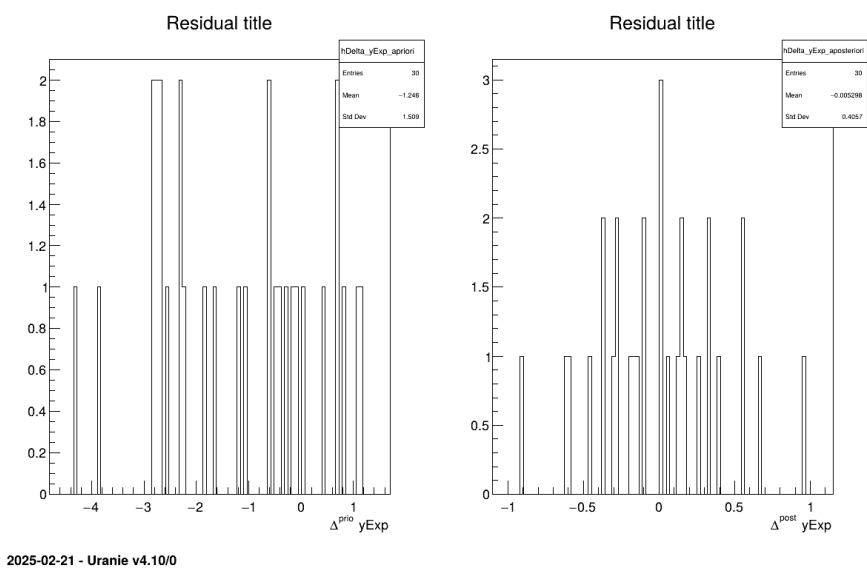 Residual title
hDelta_yExp_apriori
Entries 30
Mean −1.248
Std Dev 1.509
2
1.8
1.6
1.4
1.2
1
0.8
0.6
0.4
0.2
0
−4 −3 −2 −1 0 1
Δprio yExp
Residual title
hDelta_yExp_aposteriori
Entries 30
Mean −0.005298
Std Dev 0.4057
3
2.5
2
1.5
1
0.5
0
−1 −0.5 0 0.5 1
Δpost yExp
2025-02-21 - Uranie v4.10/0